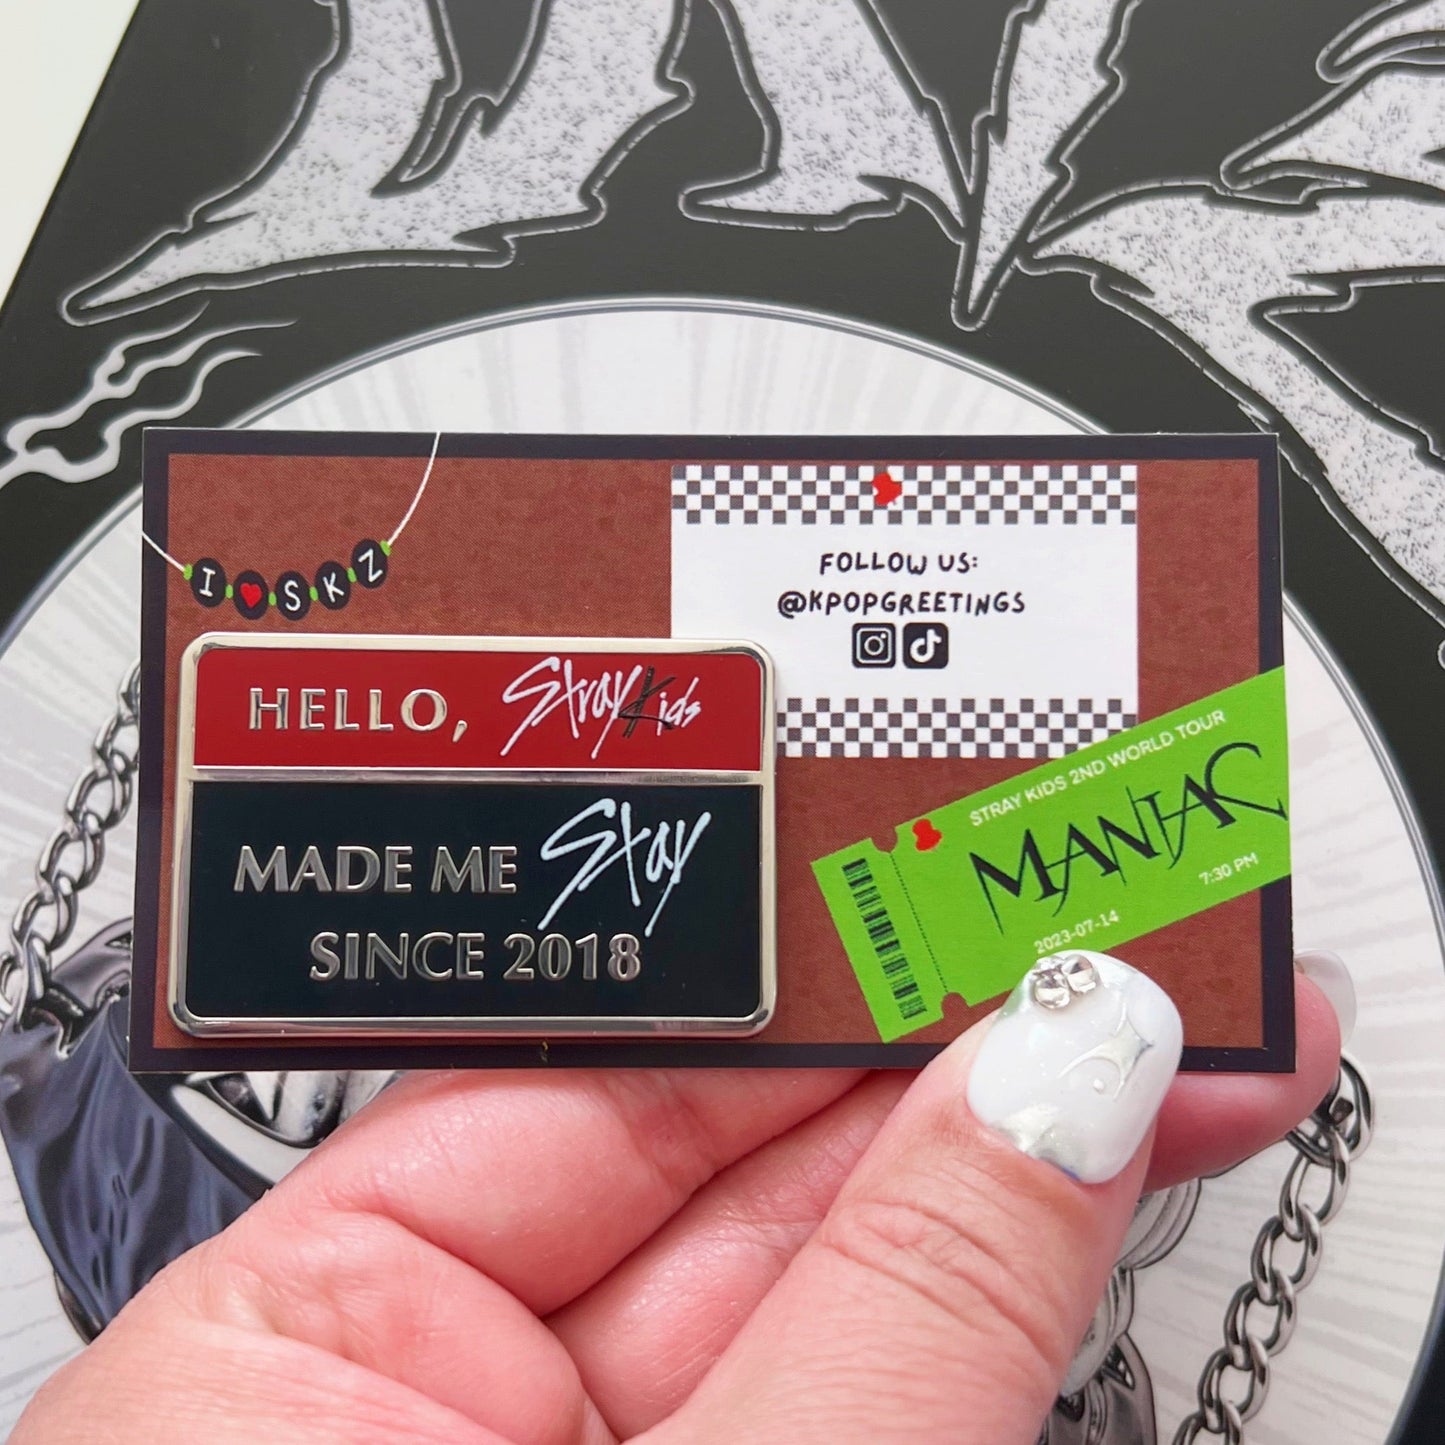 I ♥ SKZ
FOLLOW US:
@KPOPGREETINGS
HELLO, Stray Kids
MADE ME Stay
SINCE 2018
STRAY KIDS 2ND WORLD TOUR
MANIAC
7:30 PM
2023-07-14